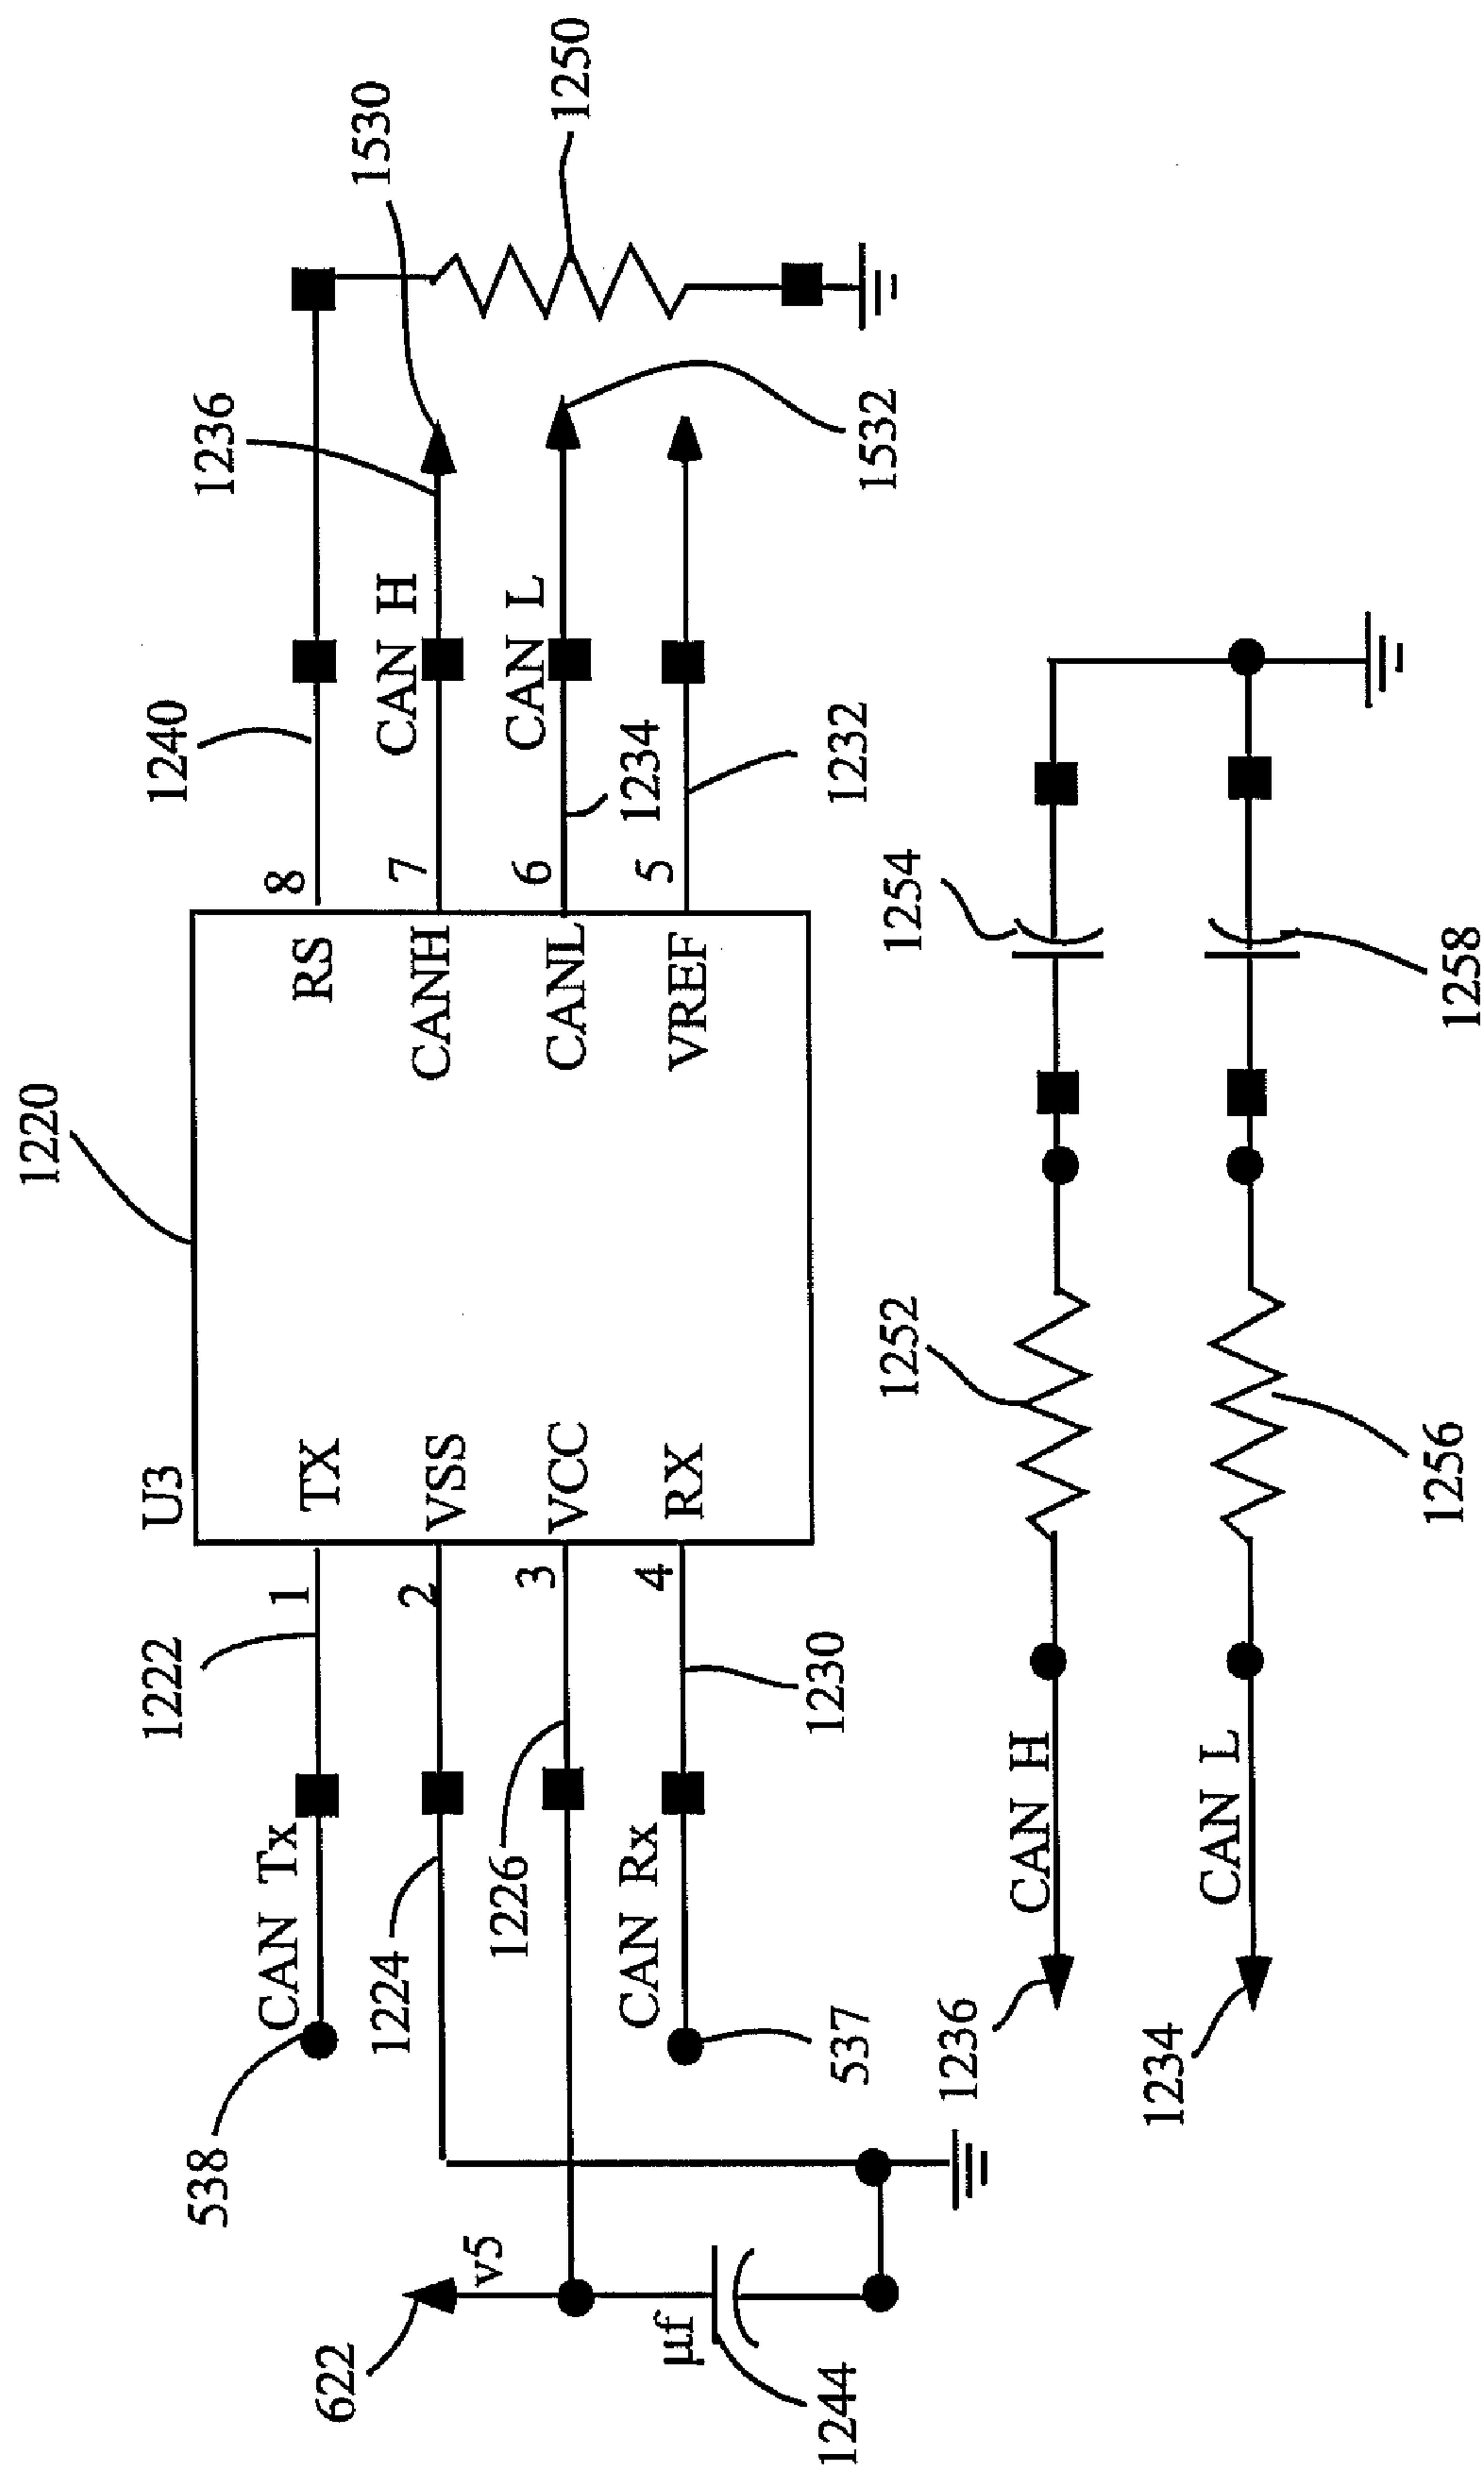 1220
U3
538
CAN Tx
1222
1
TX
RS
8
1240
1236
1530
622
v5
1224
2
VSS
CANH
7
CAN H
1226
3
VCC
CANL
6
CAN L
1250
1234
µf
CAN Rx
4
RX
VREF
5
1244
537
1230
1232
1532
1252
1254
1236
CAN H
1234
CAN L
1256
1258